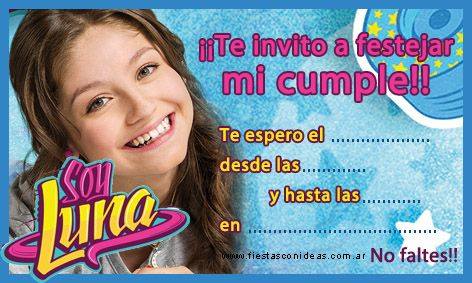 ¡¡Te invito a festejar
mi cumple!!
Te espero el ....................
desde las.............
y hasta las............
en .......................................
www.fiestasconideas.com.ar
No faltes!!
Soy
Luna